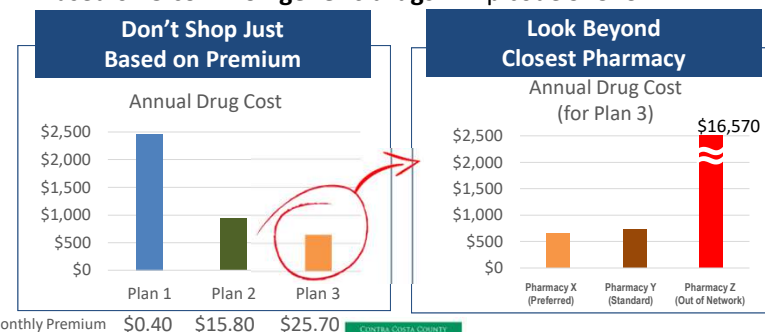 Don't Shop Just
Based on Premium
Annual Drug Cost
$2,500
$2,000
$1,500
$1,000
$500
$0
Plan 1 Plan 2 Plan 3
onthly Premium $0.40 $15.80 $25.70
Look Beyond
Closest Pharmacy
Annual Drug Cost
(for Plan 3)
$16,570
$2,500
$2,000
$1,500
$1,000
$500
$0
Pharmacy X
(Preferred)
Pharmacy Y
(Standard)
Pharmacy Z
(Out of Network)
CONTRA COSTA COUNTY